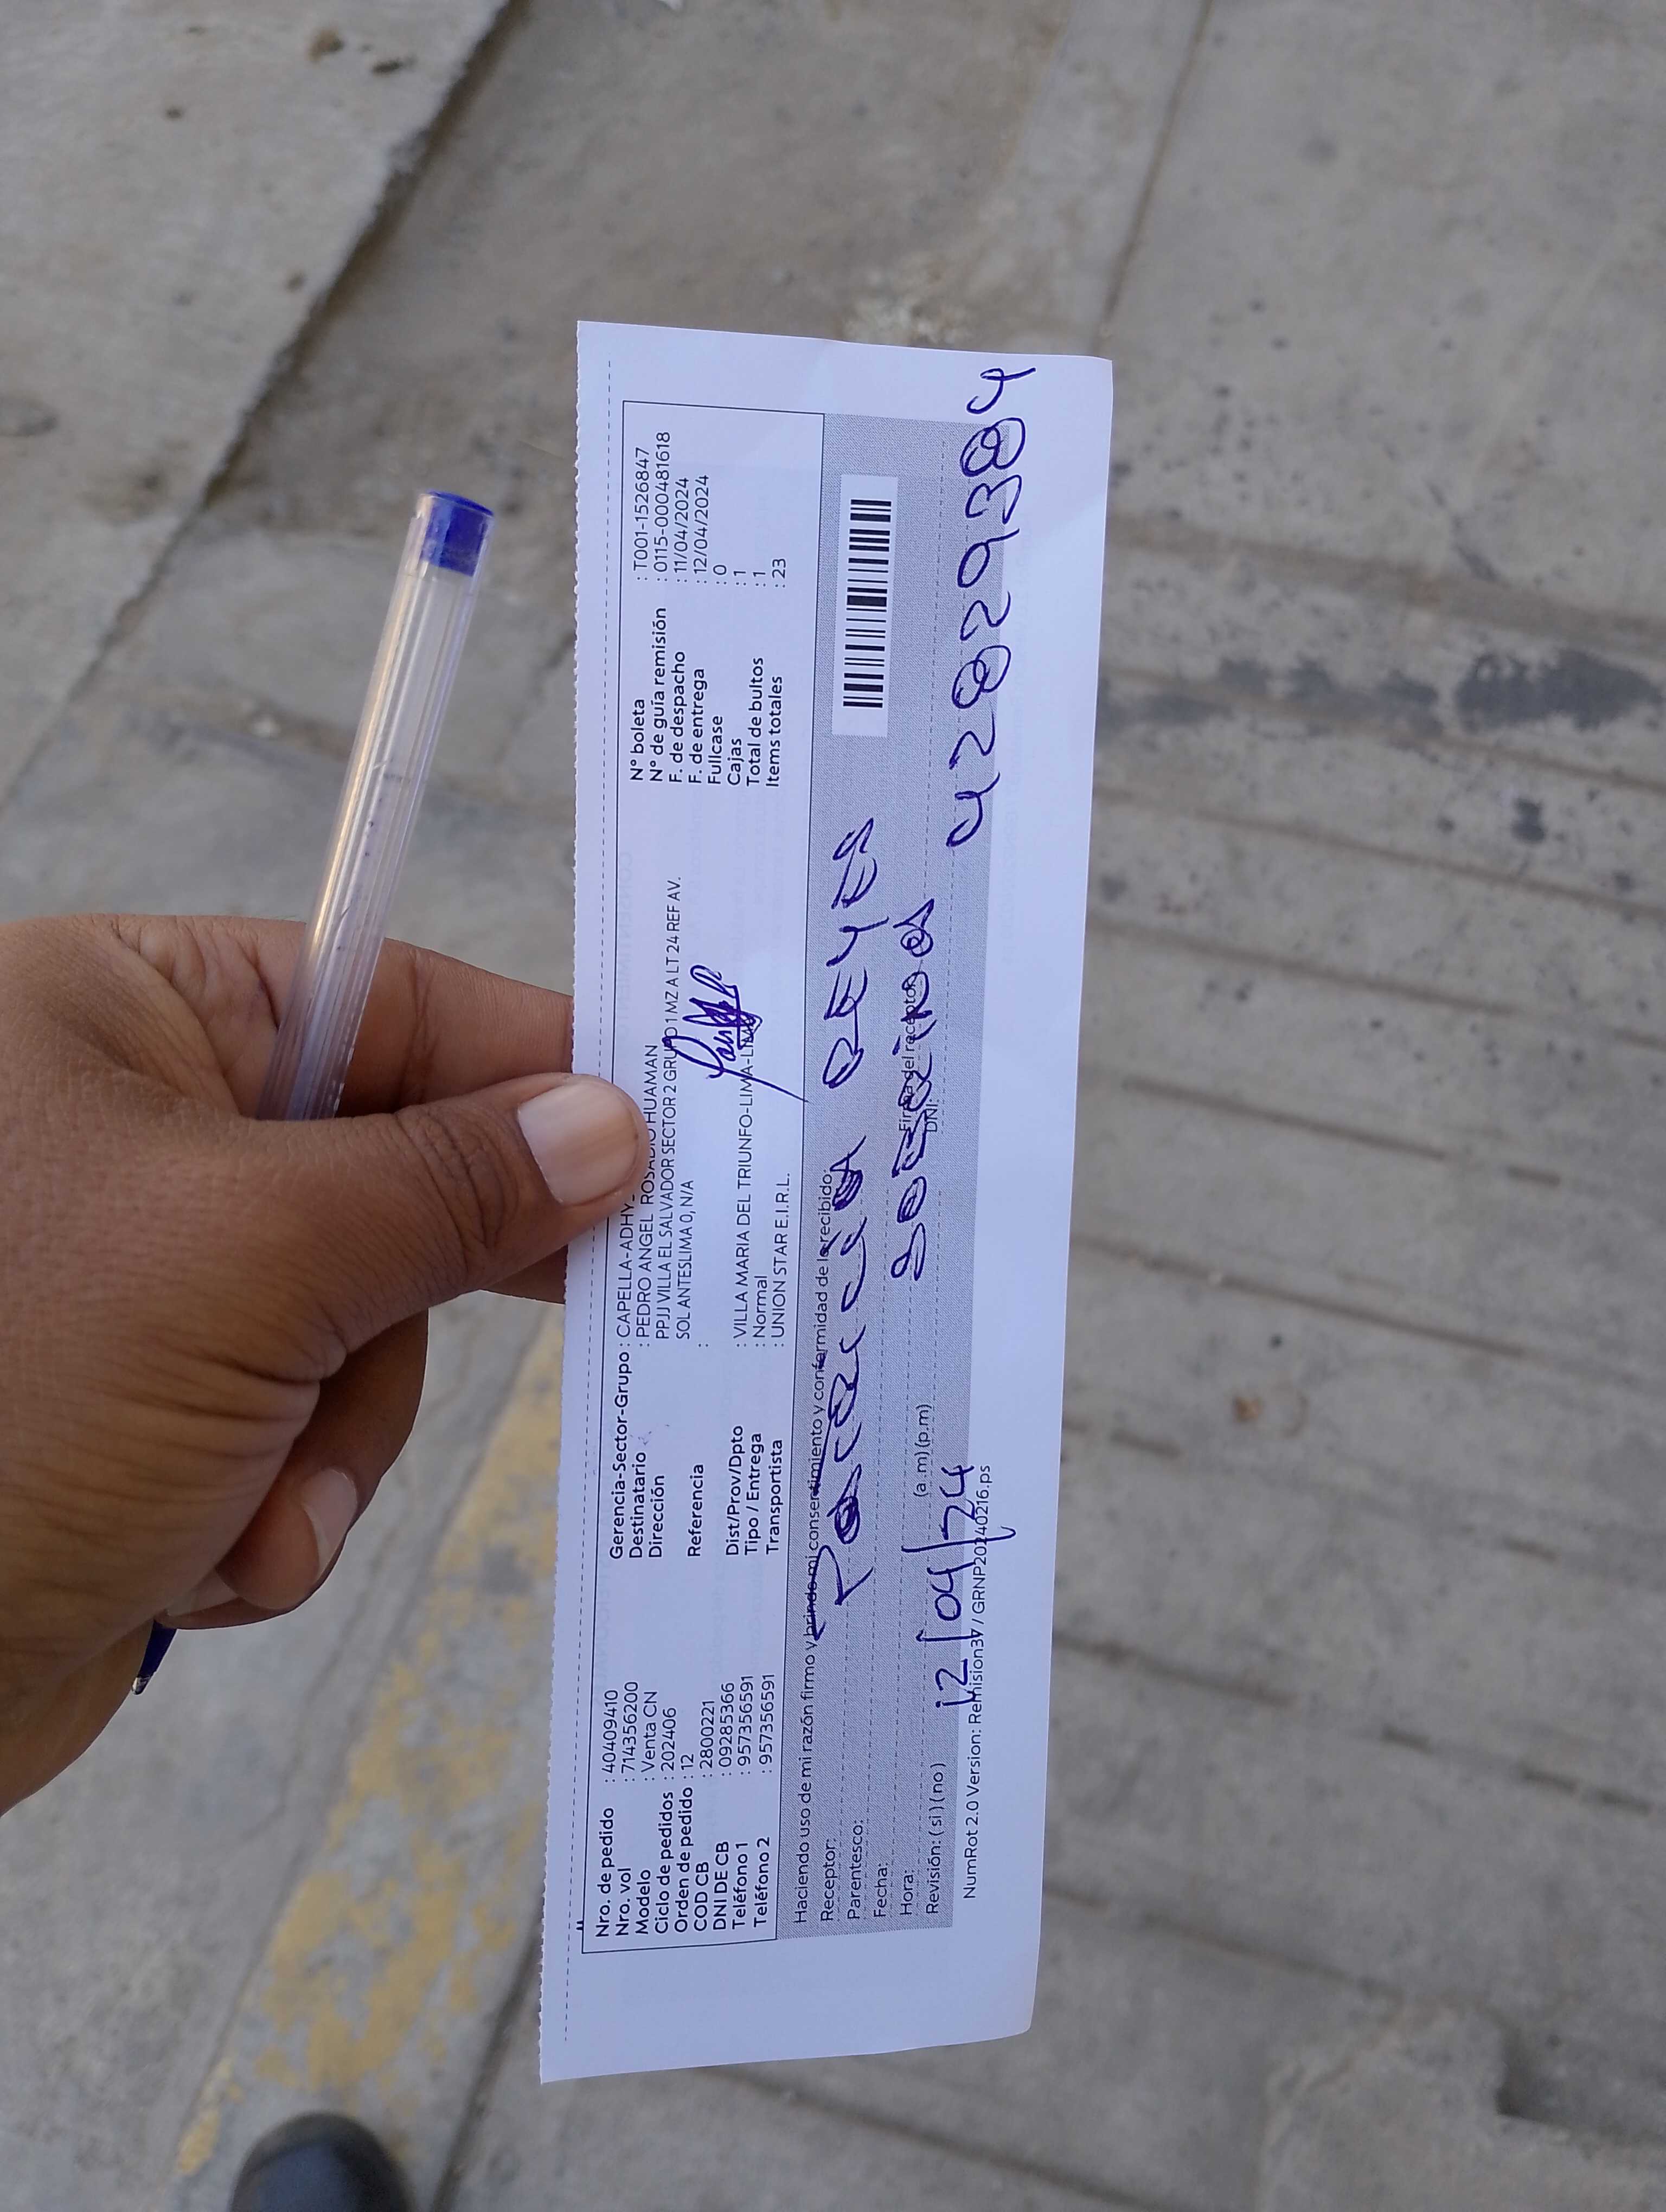 Nro. de pedido : 40409410
Nro. vol : 714356200
Modelo : Venta CN
Ciclo de pedidos : 202406
Orden de pedido : 12
COD CB : 2800221
DNI DE CB : 09285366
Teléfono 1 : 957356591
Teléfono 2 : 957356591
Gerencia-Sector-Grupo : CAPELLA-ADHY
Destinatario : PEDRO ANGEL ROSADO HUAMAN
Dirección PPJJ VILLA EL SALVADOR SECTOR 2 GRUPO 1 MZ A LT 24 REF AV.
SOL ANTESLIMA 0, N/A
Referencia :
Dist/Prov/Dpto : VILLA MARIA DEL TRIUNFO-LIMA-LIMA
Tipo / Entrega : Normal
Transportista : UNION STAR E.I.R.L.
N° boleta : T001-1526847
N° de guía remisión : 0115-000481618
F. de despacho : 11/04/2024
F. de entrega : 12/04/2024
Fullcase : 0
Cajas : 1
Total de bultos : 1
Items totales : 23
Haciendo uso de mi razón firmo y brindo mi consentimiento y conformidad de lo recibido:
Receptor:
Parentesco:
Fecha:
Hora: (a.m) (p.m)
Revisión: ( si ) ( no )
REYES
12/04/24
Firma del receptor
DNI:
42829384
NumRot 2.0 Version: Remision37 / GRNP20240216.ps